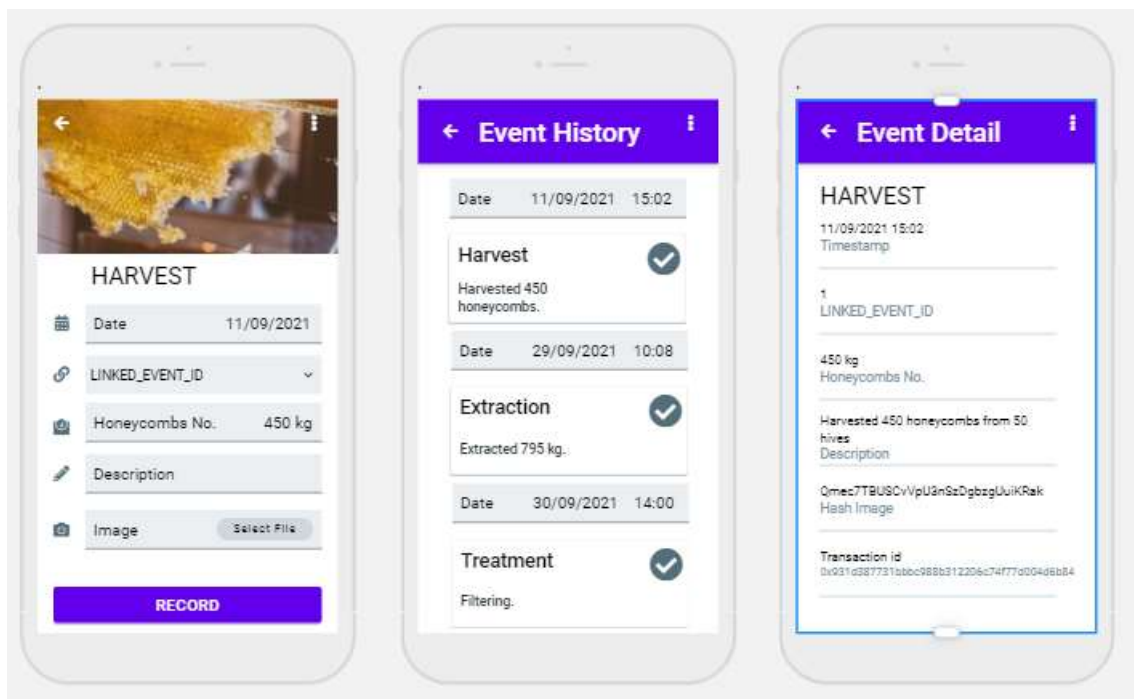 HARVEST
Date 11/09/2021
LINKED_EVENT_ID
Honeycombs No. 450 kg
Description
Image Select File
RECORD
Event History
Date 11/09/2021 15:02
Harvest
Harvested 450
honeycombs.
Date 29/09/2021 10:08
Extraction
Extracted 795 kg.
Date 30/09/2021 14:00
Treatment
Filtering.
Event Detail
HARVEST
11/09/2021 15:02
Timestamp
1
LINKED_EVENT_ID
450 kg
Honeycombs No.
Harvested 450 honeycombs from 50
hives
Description
Qmec7TBUSCvVpU3nSzDgbzgUuiKRak
Hash Image
Transaction id
0x931d387731bbbc988b312206c74f77d004d6b84